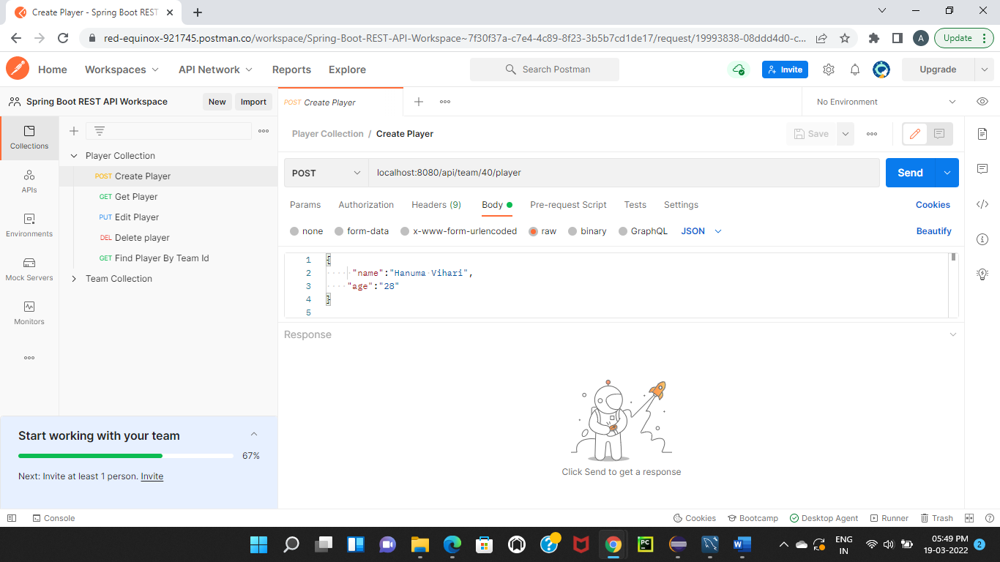 Create Player - Spring Boot REST
red-equinox-921745.postman.co/workspace/Spring-Boot-REST-API-Workspace~7f30f37a-c7e4-4c89-8f23-3b5b7cd1de17/request/19993838-08ddd4d0-c...
A
Update
Home
Workspaces
API Network
Reports
Explore
Search Postman
Invite
Upgrade
Spring Boot REST API Workspace
New
Import
POST Create Player
No Environment
Collections
APIs
Environments
Mock Servers
Monitors
Player Collection
POST Create Player
GET Get Player
PUT Edit Player
DEL Delete player
GET Find Player By Team Id
Team Collection
Player Collection / Create Player
Save
POST
localhost:8080/api/team/40/player
Send
Params
Authorization
Headers (9)
Body
Pre-request Script
Tests
Settings
Cookies
none
form-data
x-www-form-urlencoded
raw
binary
GraphQL
JSON
Beautify
1 {
2 "name":"Hanuma Vihari",
3 "age":"28"
4 }
5
Response
Click Send to get a response
Start working with your team
67%
Next: Invite at least 1 person. Invite
Console
Cookies
Bootcamp
Desktop Agent
Runner
Trash
PC
W
ENG
IN
05:49 PM
19-03-2022
2